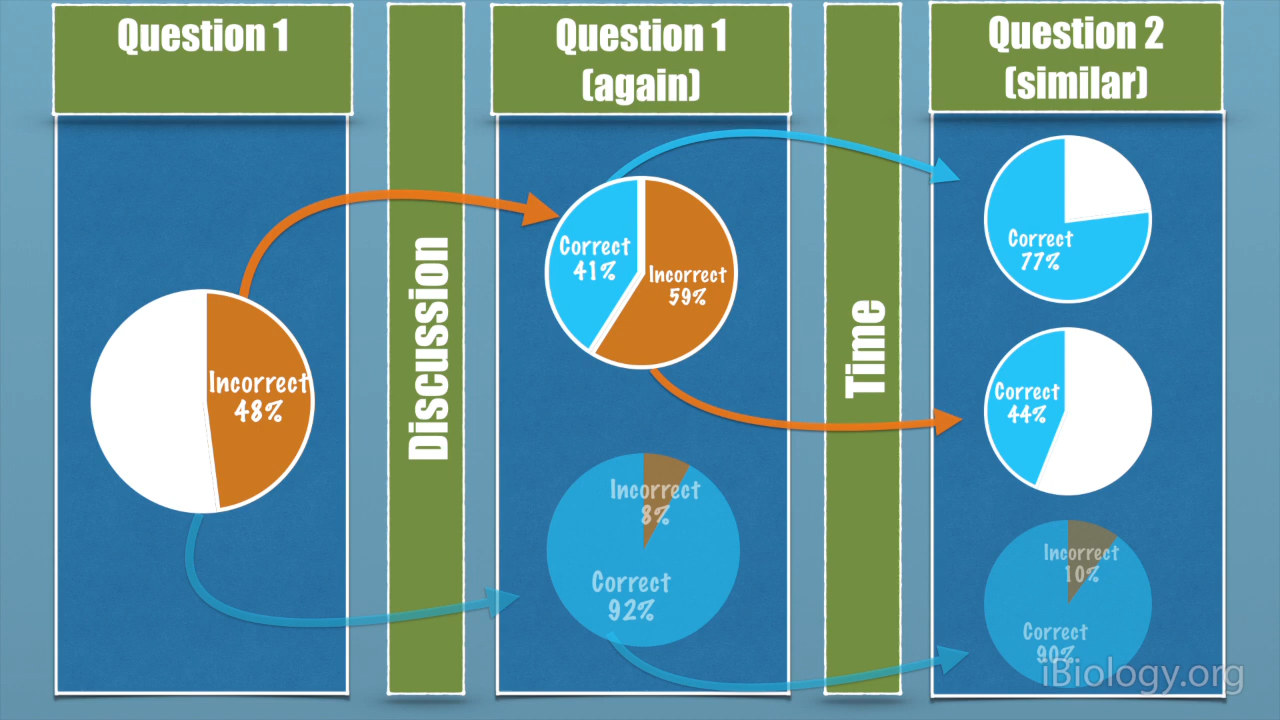 Question 1
Incorrect
48%
Discussion
Question 1
(again)
Correct
41%
Incorrect
59%
Incorrect
8%
Correct
92%
Time
Question 2
(similar)
Correct
77%
Correct
44%
Incorrect
10%
Correct
90%
iBiology.org